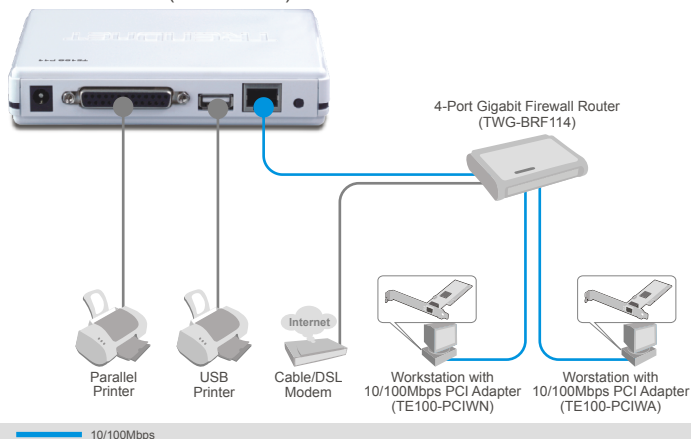 4-Port Gigabit Firewall Router
(TWG-BRF114)
Internet
Parallel
Printer
USB
Printer
Cable/DSL
Modem
Workstation with
10/100Mbps PCI Adapter
(TE100-PCIWN)
Worstation with
10/100Mbps PCI Adapter
(TE100-PCIWA)
10/100Mbps